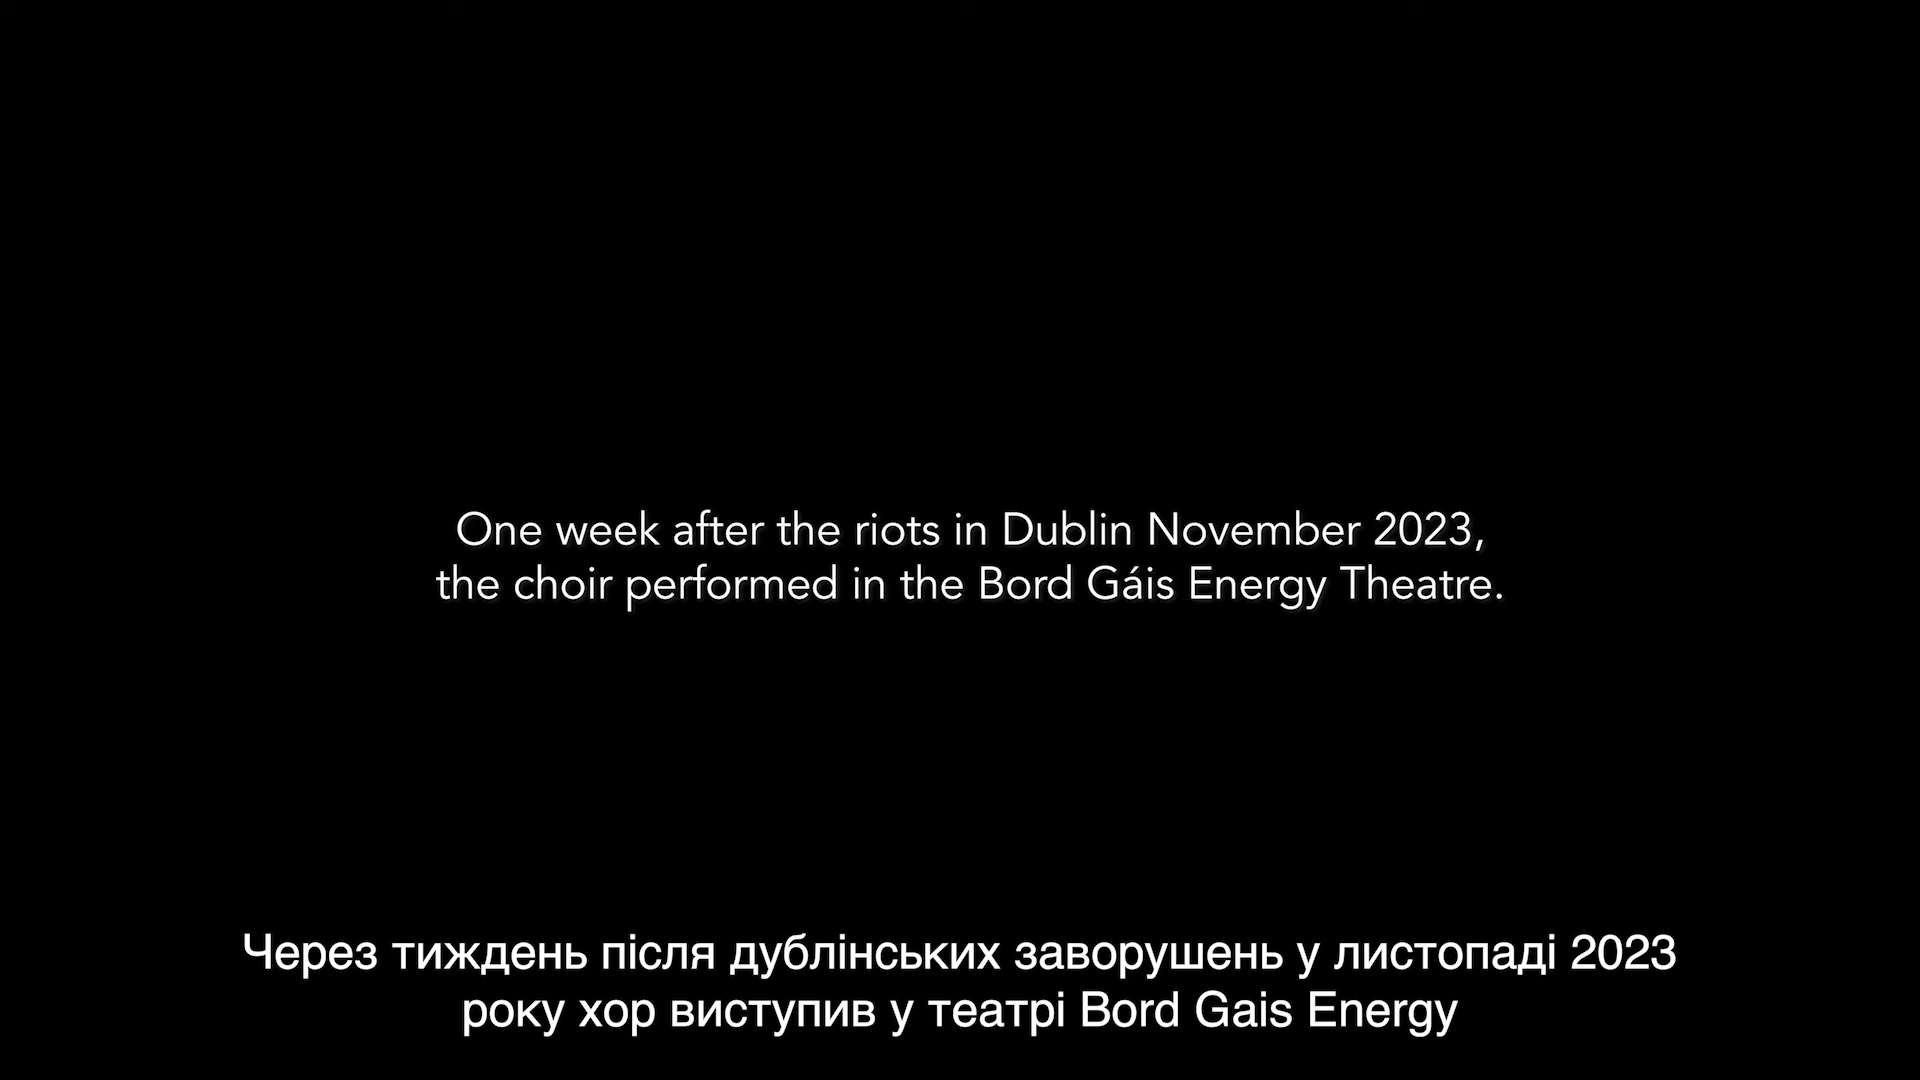 One week after the riots in Dublin November 2023,
the choir performed in the Bord Gáis Energy Theatre.
Через тиждень після дублінських заворушень у листопаді 2023
року хор виступив у театрі Bord Gais Energy